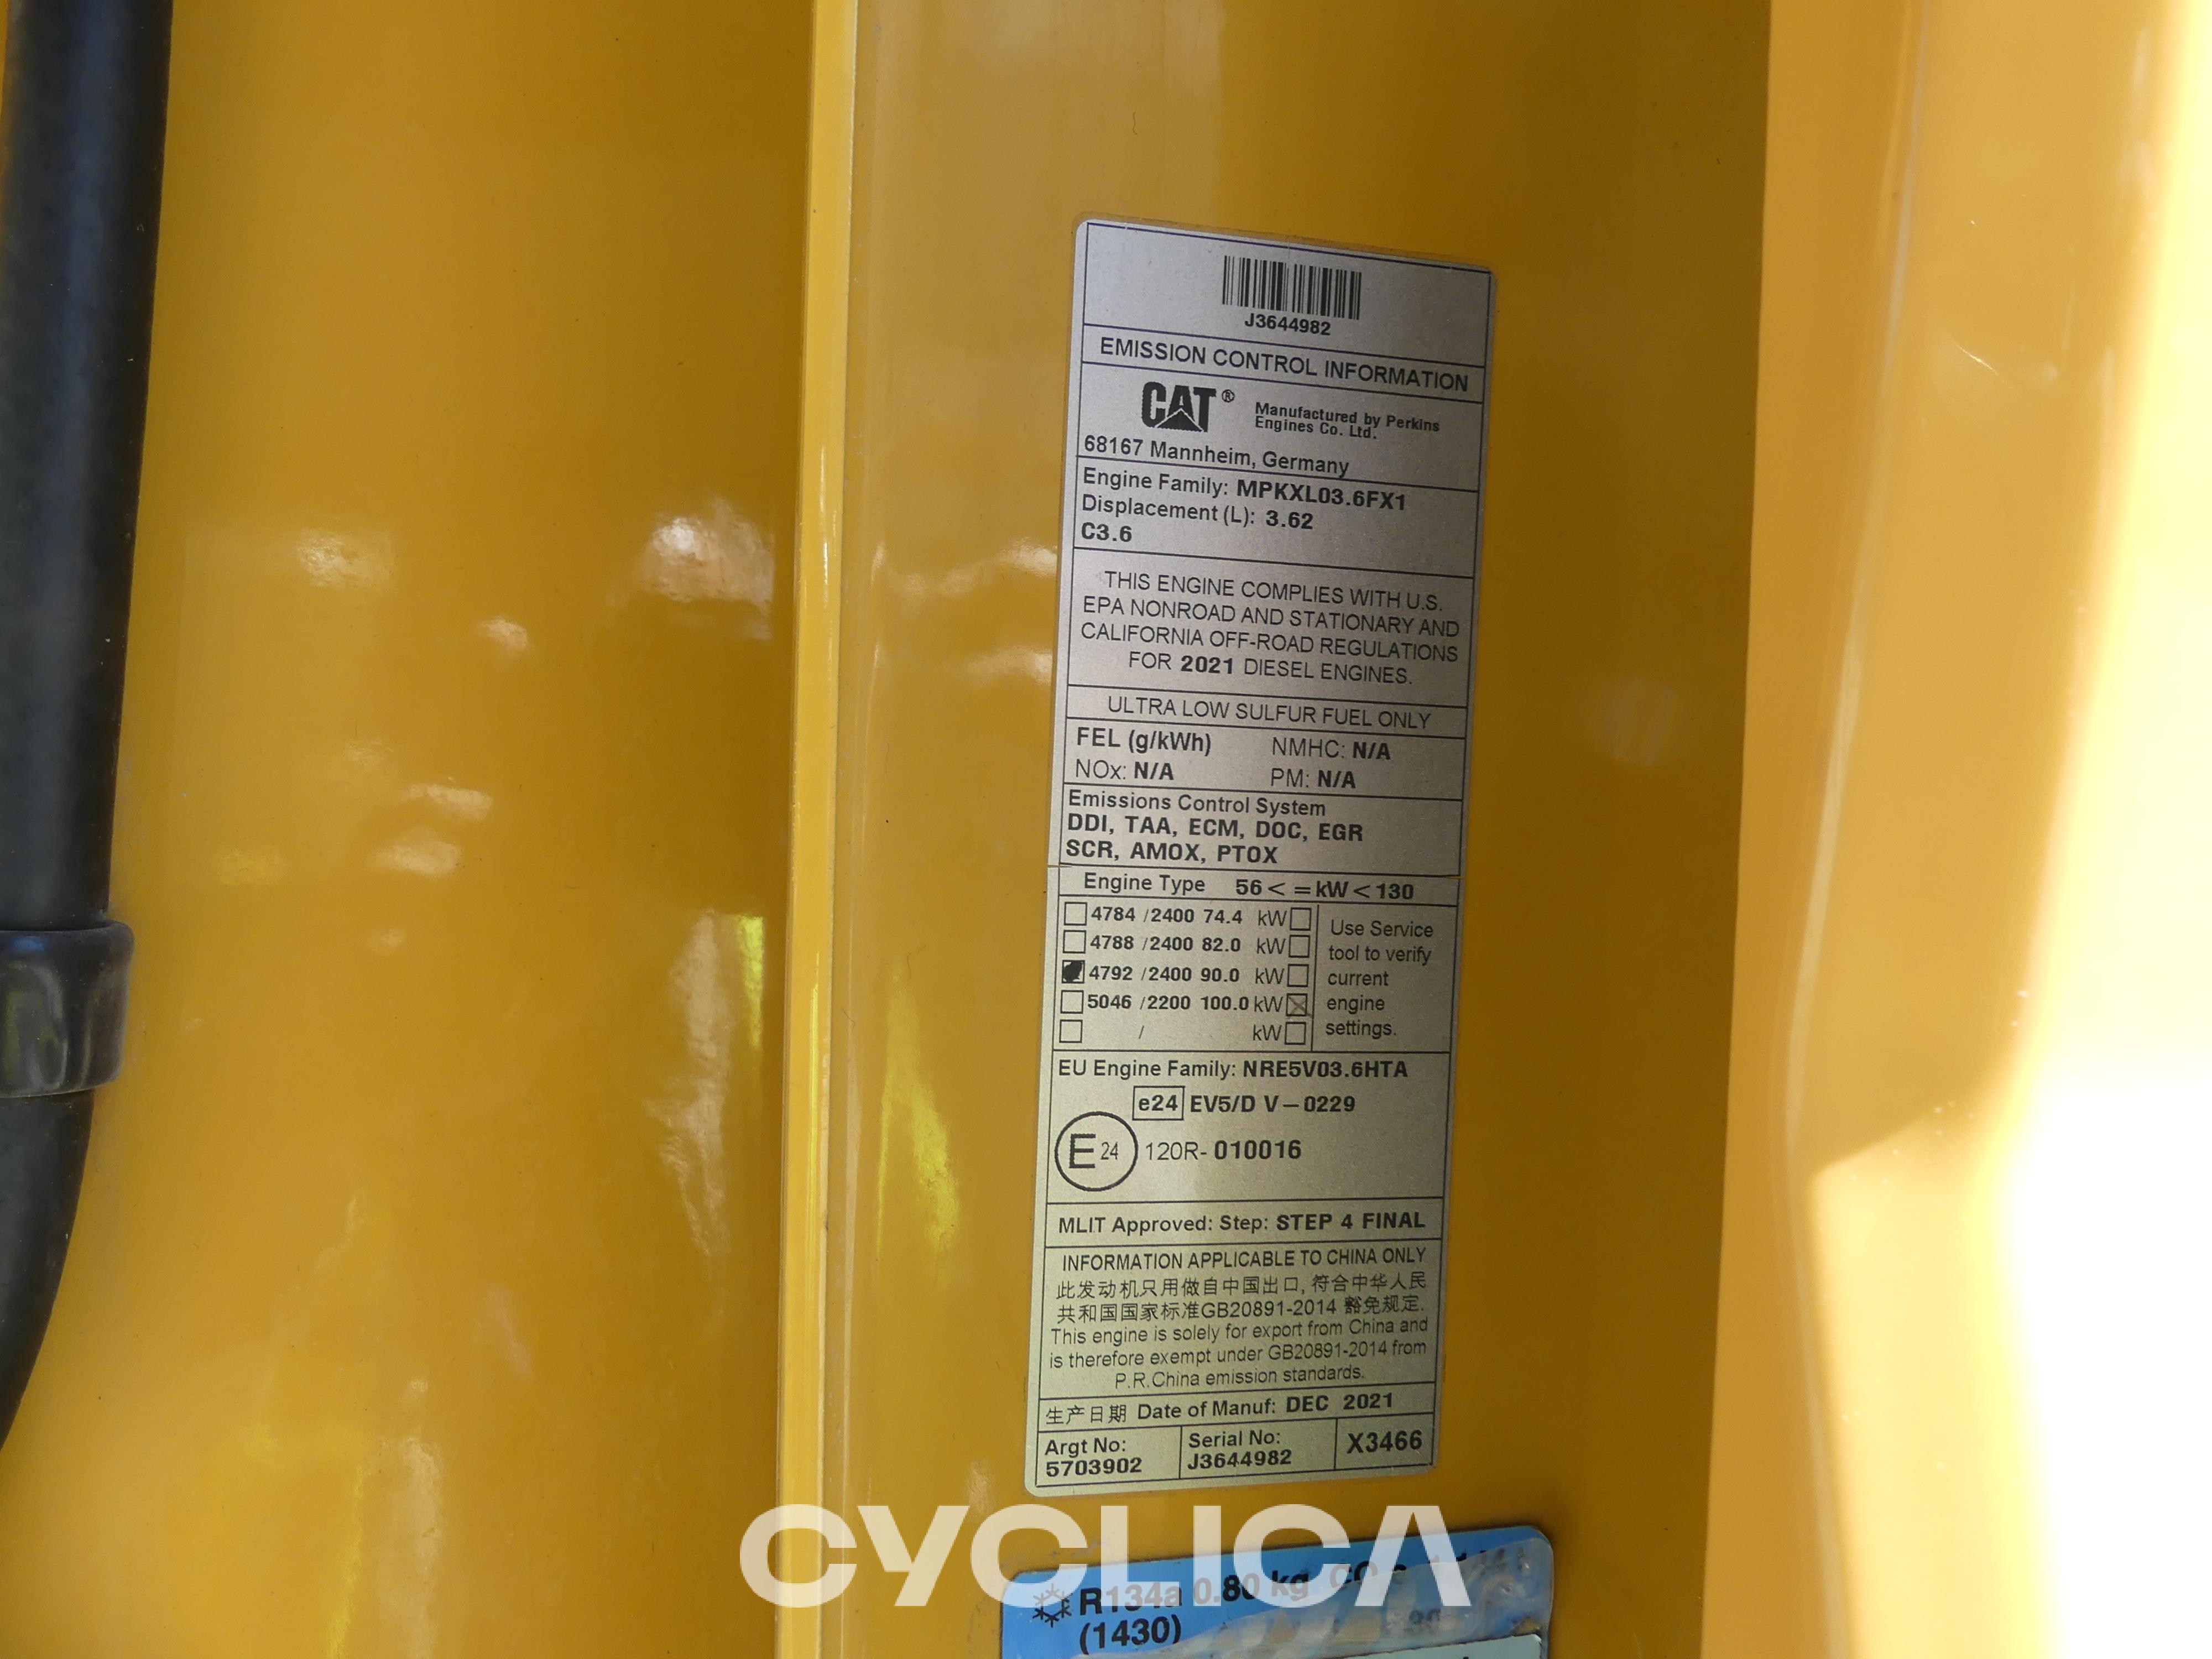 J3644982
EMISSION CONTROL INFORMATION
CAT® Manufactured by Perkins
Engines Co. Ltd.
68167 Mannheim, Germany
Engine Family: MPKXL03.6FX1
Displacement (L): 3.62
C3.6
THIS ENGINE COMPLIES WITH U.S.
EPA NONROAD AND STATIONARY AND
CALIFORNIA OFF-ROAD REGULATIONS
FOR 2021 DIESEL ENGINES.
ULTRA LOW SULFUR FUEL ONLY
FEL (g/kWh) NMHC: N/A
NOx: N/A PM: N/A
Emissions Control System
DDI, TAA, ECM, DOC, EGR
SCR, AMOX, PTOX
Engine Type 56 < = kW < 130
4784 / 2400 74.4 kW
4788 / 2400 82.0 kW
4792 / 2400 90.0 kW
5046 / 2200 100.0 kW
/ kW
Use Service
tool to verify
current
engine
settings.
EU Engine Family: NRE5V03.6HTA
e24 EV5/D V-0229
E 24 120R- 010016
MLIT Approved: Step: STEP 4 FINAL
INFORMATION APPLICABLE TO CHINA ONLY
此发动机只用做自中国出口, 符合中华人民
共和国国家标准GB20891-2014 豁免规定.
This engine is solely for export from China and
is therefore exempt under GB20891-2014 from
P.R.China emission standards.
生产日期 Date of Manuf: DEC 2021
Argt No:
5703902
Serial No:
J3644982
X3466
CYCLICA
R134a 0.80 kg
(1430)